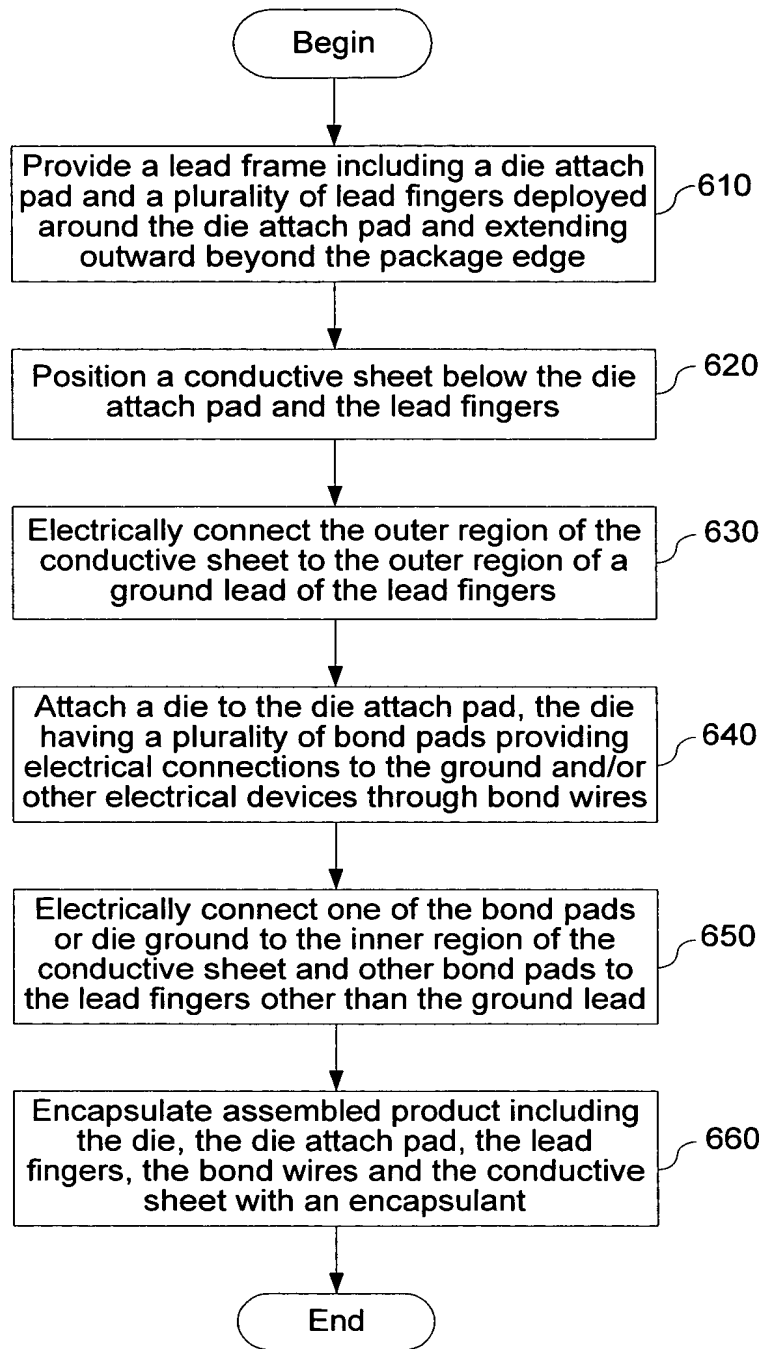 Begin
Provide a lead frame including a die attach
pad and a plurality of lead fingers deployed
around the die attach pad and extending
outward beyond the package edge
610
Position a conductive sheet below the die
attach pad and the lead fingers
620
Electrically connect the outer region of the
conductive sheet to the outer region of a
ground lead of the lead fingers
630
Attach a die to the die attach pad, the die
having a plurality of bond pads providing
electrical connections to the ground and/or
other electrical devices through bond wires
640
Electrically connect one of the bond pads
or die ground to the inner region of the
conductive sheet and other bond pads to
the lead fingers other than the ground lead
650
Encapsulate assembled product including
the die, the die attach pad, the lead
fingers, the bond wires and the conductive
sheet with an encapsulant
660
End